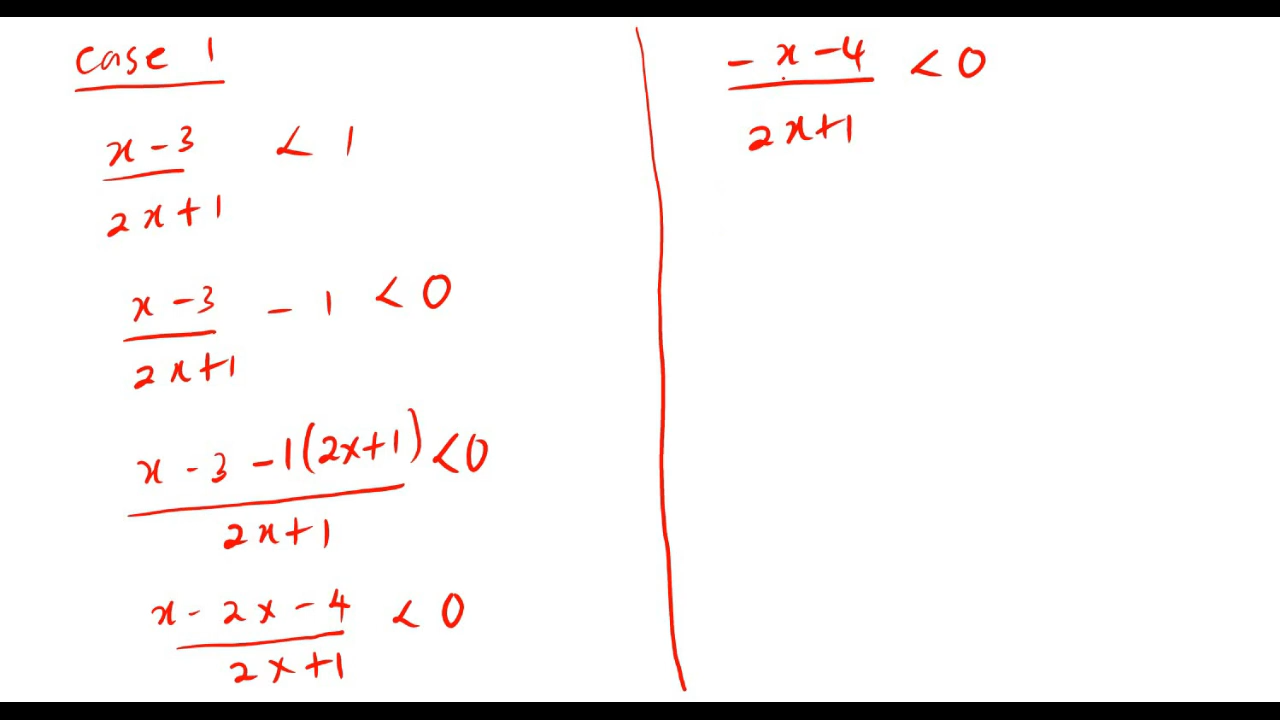 case 1
x - 3 < 1
2x+1
x - 3 - 1 < 0
2x+1
x - 3 - 1(2x+1) < 0
2x+1
x - 2x - 4 < 0
2x+1
- x - 4 < 0
2x+1